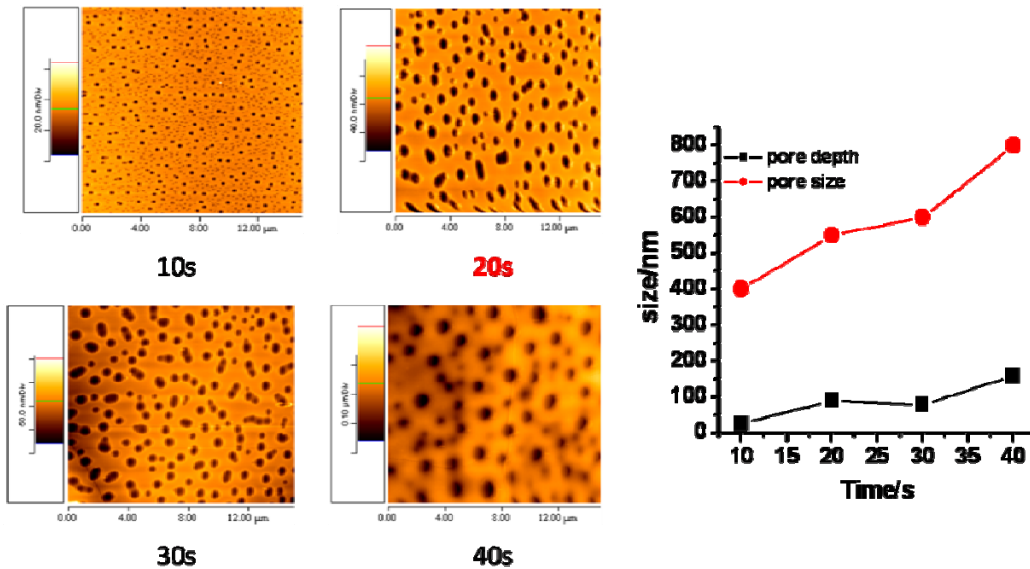 20.0 nm/Div
0.00 4.00 8.00 12.00 µm
10s
40.0 nm/Div
0.00 4.00 8.00 12.00 µm
20s
60.0 nm/Div
0.00 4.00 8.00 12.00 µm
30s
0.10 µm/Div
0.00 4.00 8.00 12.00 µm
40s
pore depth
pore size
size/nm
800
700
600
500
400
300
200
100
0
10 15 20 25 30 35 40
Time/s